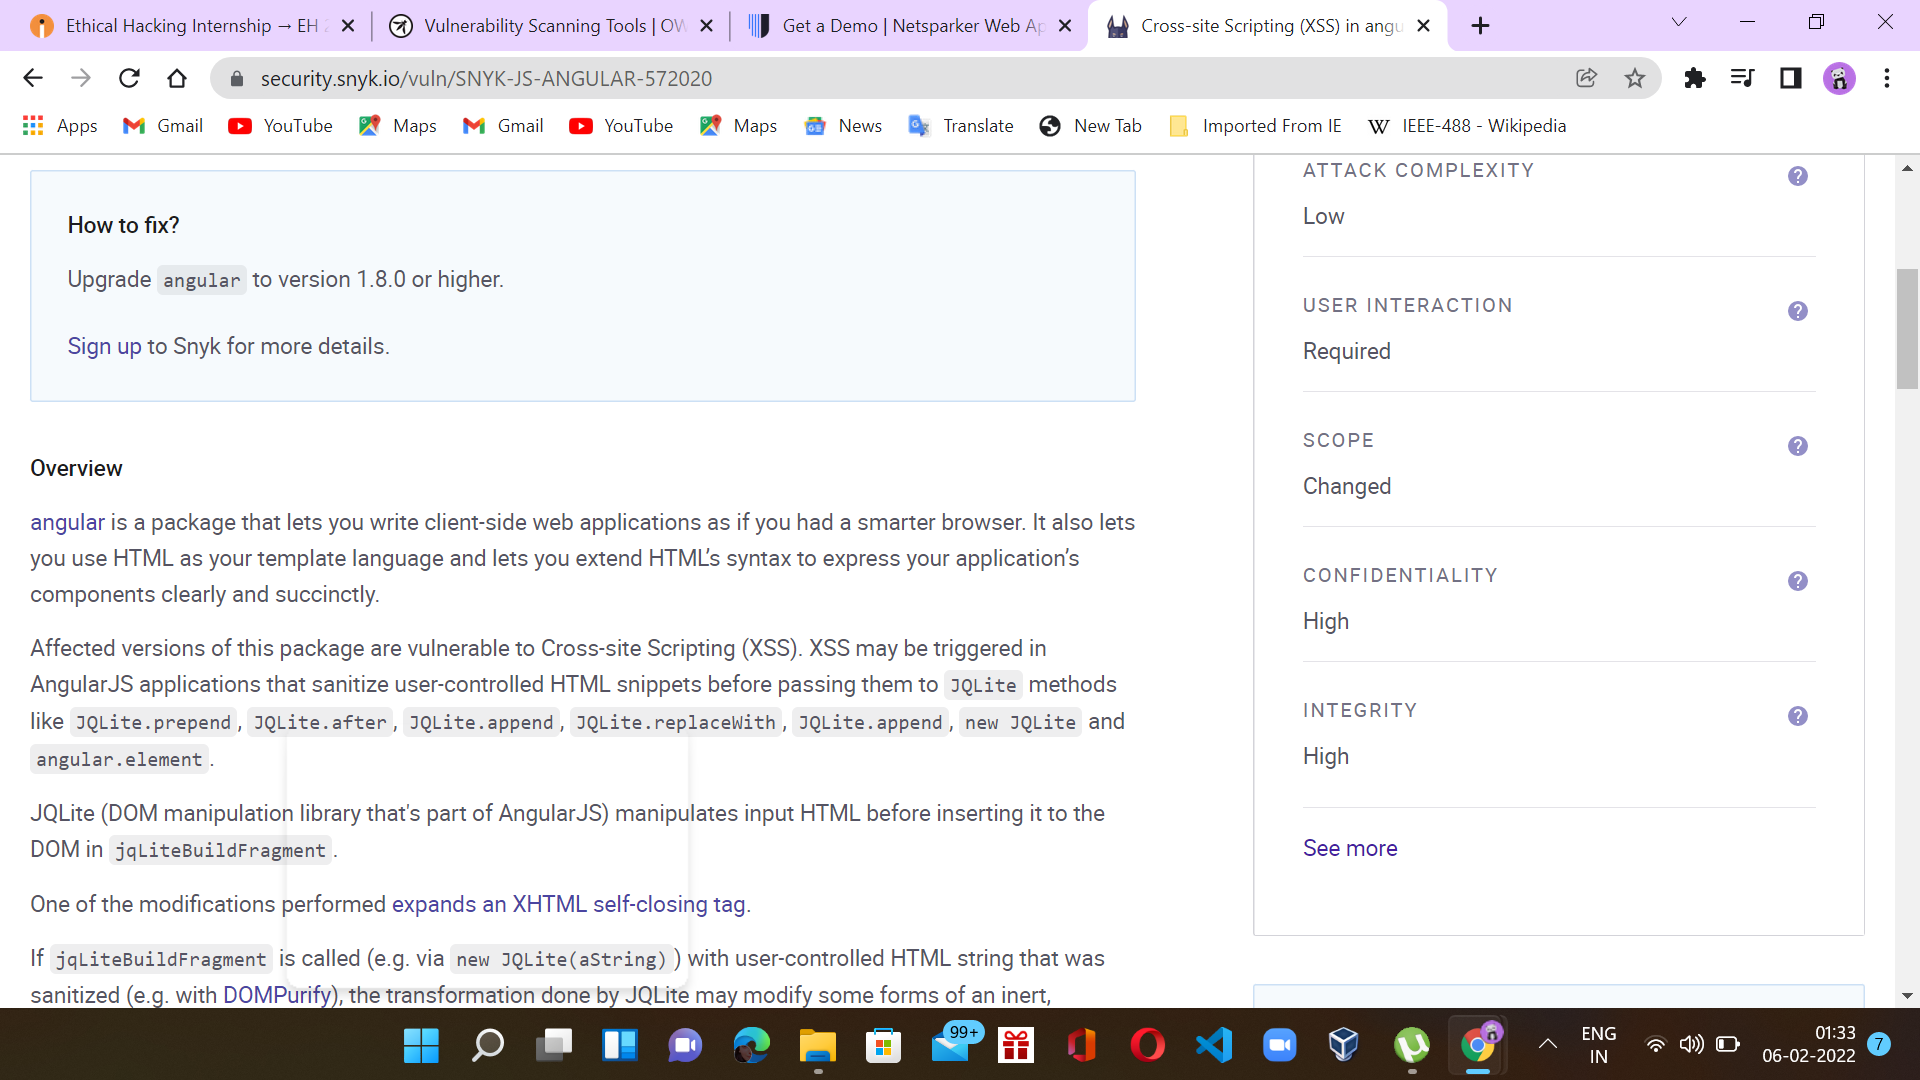 Ethical Hacking Internship → EH 2
Vulnerability Scanning Tools | OW
Get a Demo | Netsparker Web Ap
Cross-site Scripting (XSS) in angu
security.snyk.io/vuln/SNYK-JS-ANGULAR-572020
Apps Gmail YouTube Maps Gmail YouTube Maps News Translate New Tab Imported From IE IEEE-488 - Wikipedia
How to fix?
Upgrade angular to version 1.8.0 or higher.
Sign up to Snyk for more details.
Overview
angular is a package that lets you write client-side web applications as if you had a smarter browser. It also lets
you use HTML as your template language and lets you extend HTML’s syntax to express your application’s
components clearly and succinctly.
Affected versions of this package are vulnerable to Cross-site Scripting (XSS). XSS may be triggered in
AngularJS applications that sanitize user-controlled HTML snippets before passing them to JQLite methods
like JQLite.prepend, JQLite.after, JQLite.append, JQLite.replaceWith, JQLite.append, new JQLite and
angular.element.
JQLite (DOM manipulation library that's part of AngularJS) manipulates input HTML before inserting it to the
DOM in jqLiteBuildFragment.
One of the modifications performed expands an XHTML self-closing tag.
If jqLiteBuildFragment is called (e.g. via new JQLite(aString)) with user-controlled HTML string that was
sanitized (e.g. with DOMPurify), the transformation done by JQLite may modify some forms of an inert,
ATTACK COMPLEXITY
?
Low
USER INTERACTION
?
Required
SCOPE
?
Changed
CONFIDENTIALITY
?
High
INTEGRITY
?
High
See more
99+
ENG
IN
01:33
06-02-2022
7